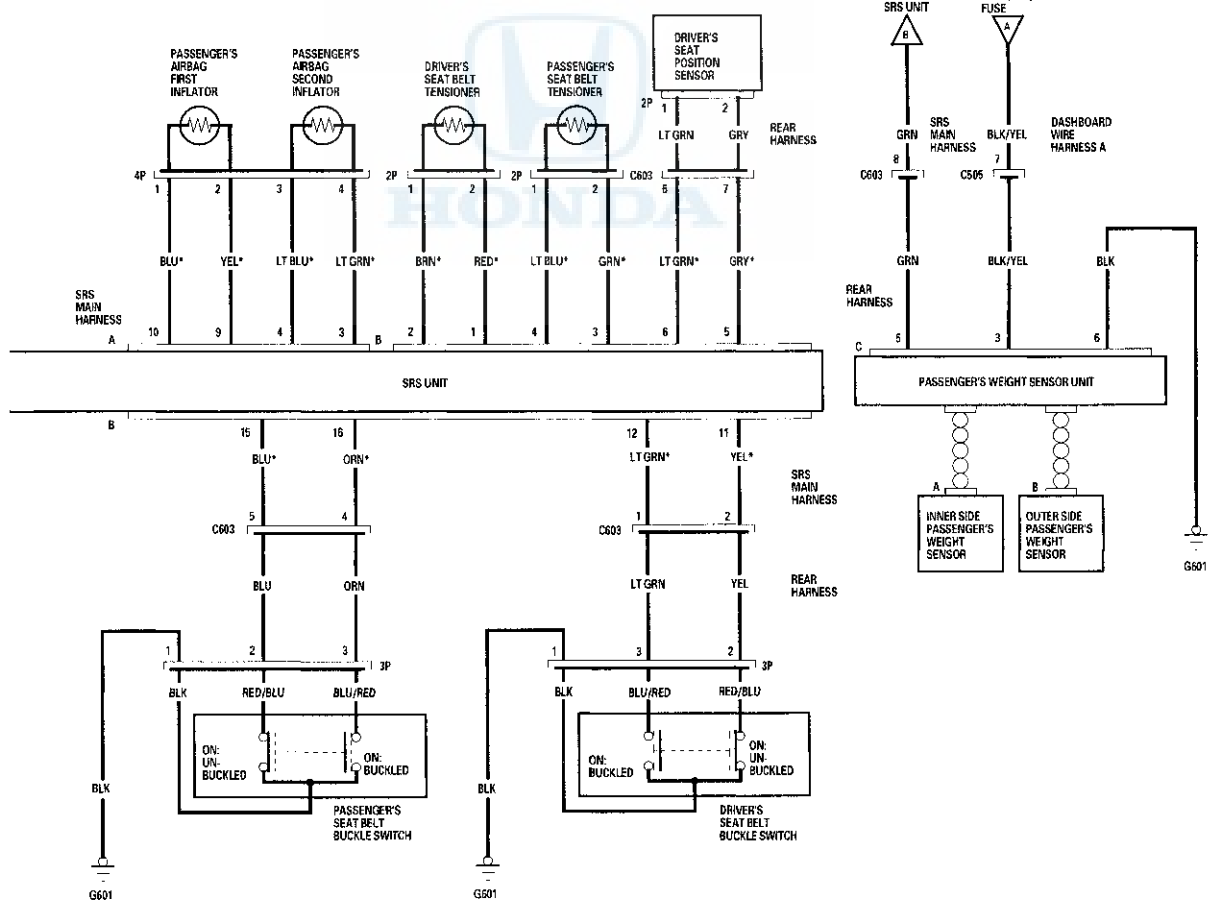 SRS UNIT
FUSE
B
A
DRIVER'S
SEAT
POSITION
SENSOR
PASSENGER'S
AIRBAG
FIRST
INFLATOR
PASSENGER'S
AIRBAG
SECOND
INFLATOR
DRIVER'S
SEAT BELT
TENSIONER
PASSENGER'S
SEAT BELT
TENSIONER
2P 1 2
LT GRN GRY
REAR
HARNESS
GRN
SRS
MAIN
HARNESS
BLK/YEL
DASHBOARD
WIRE
HARNESS A
8 7
C603 C505
4P 1 2 3 4
2P 1 2
2P 1 2
C603 6 7
HONDA
BLU* YEL* LT BLU* LT GRN* BRN* RED* LT BLU* GRN* LT GRN* GRY*
GRN BLK/YEL BLK
SRS
MAIN
HARNESS
REAR
HARNESS
A 10 9 4 3 B 2 1 4 3 6 5
C 5 3 6
SRS UNIT
PASSENGER'S WEIGHT SENSOR UNIT
B 15 16 12 11
BLU* ORN* LT GRN* YEL*
SRS
MAIN
HARNESS
A B
INNER SIDE
PASSENGER'S
WEIGHT
SENSOR
OUTER SIDE
PASSENGER'S
WEIGHT
SENSOR
G601
C603 5 4
C603 1 2
BLU ORN LT GRN YEL
REAR
HARNESS
1 2 3 3P
1 3 2 3P
BLK RED/BLU BLU/RED
BLK BLU/RED RED/BLU
ON:
UN-
BUCKLED
ON:
BUCKLED
ON:
BUCKLED
ON:
UN-
BUCKLED
BLK
BLK
PASSENGER'S
SEAT BELT
BUCKLE SWITCH
DRIVER'S
SEAT BELT
BUCKLE SWITCH
G601
G601